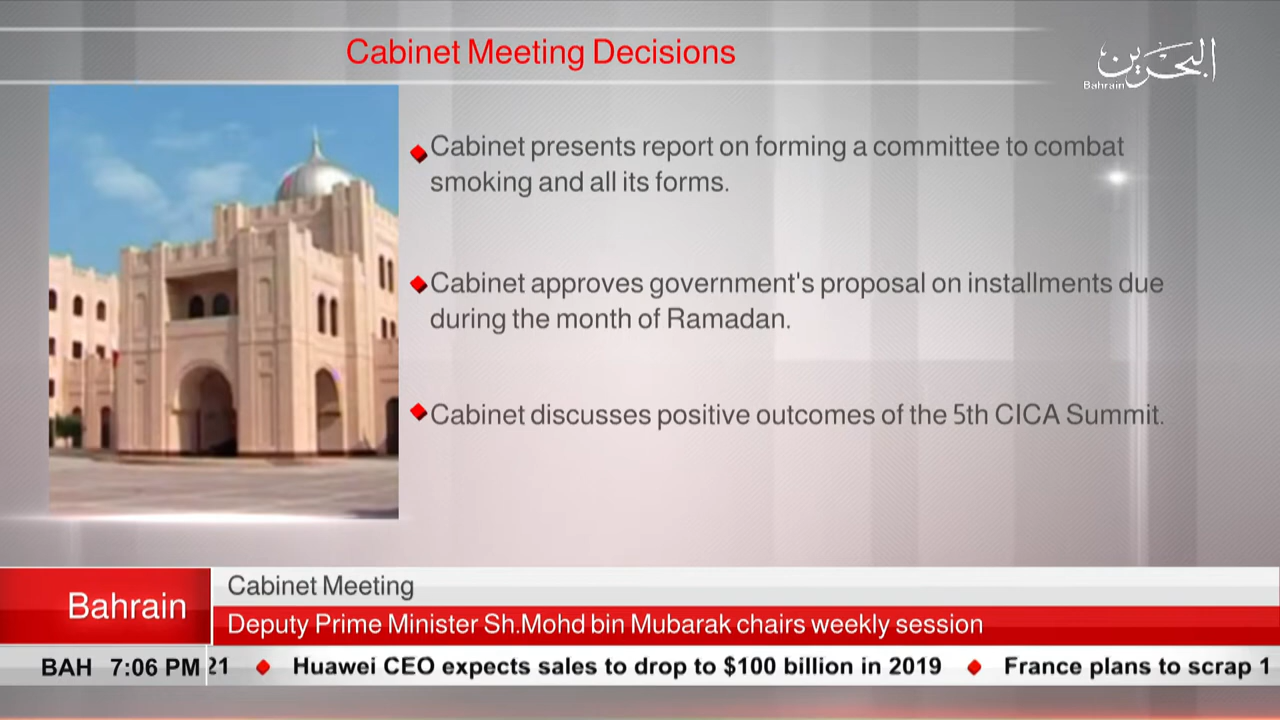 Cabinet Meeting Decisions
البحرين
Bahrain
Cabinet presents report on forming a committee to combat
smoking and all its forms.
Cabinet approves government's proposal on installments due
during the month of Ramadan.
Cabinet discusses positive outcomes of the 5th CICA Summit.
Bahrain
Cabinet Meeting
Deputy Prime Minister Sh.Mohd bin Mubarak chairs weekly session
BAH 7:06 PM 21 Huawei CEO expects sales to drop to $100 billion in 2019 France plans to scrap 1